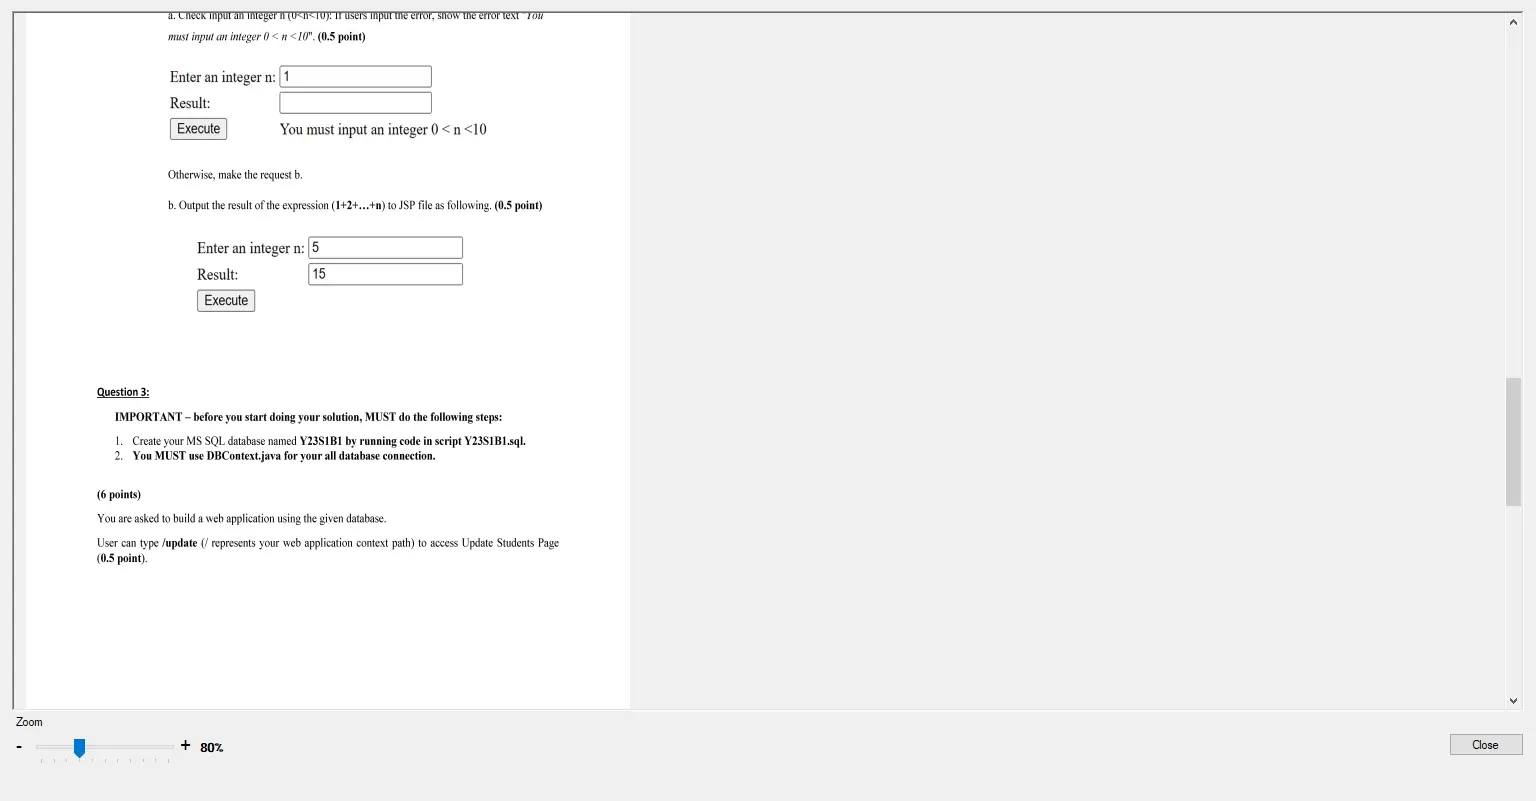 a. Check input an integer n (0<n<10): If users input the error, show the error text "You
must input an integer 0 < n <10". (0.5 point)
Enter an integer n: 1
Result:
Execute You must input an integer 0 < n <10
Otherwise, make the request b.
b. Output the result of the expression (1+2+…+n) to JSP file as following. (0.5 point)
Enter an integer n: 5
Result: 15
Execute
Question 3:
IMPORTANT – before you start doing your solution, MUST do the following steps:
1. Create your MS SQL database named Y23S1B1 by running code in script Y23S1B1.sql.
2. You MUST use DBContext.java for your all database connection.
(6 points)
You are asked to build a web application using the given database.
User can type /update (/ represents your web application context path) to access Update Students Page
(0.5 point).
Zoom
- + 80%
Close